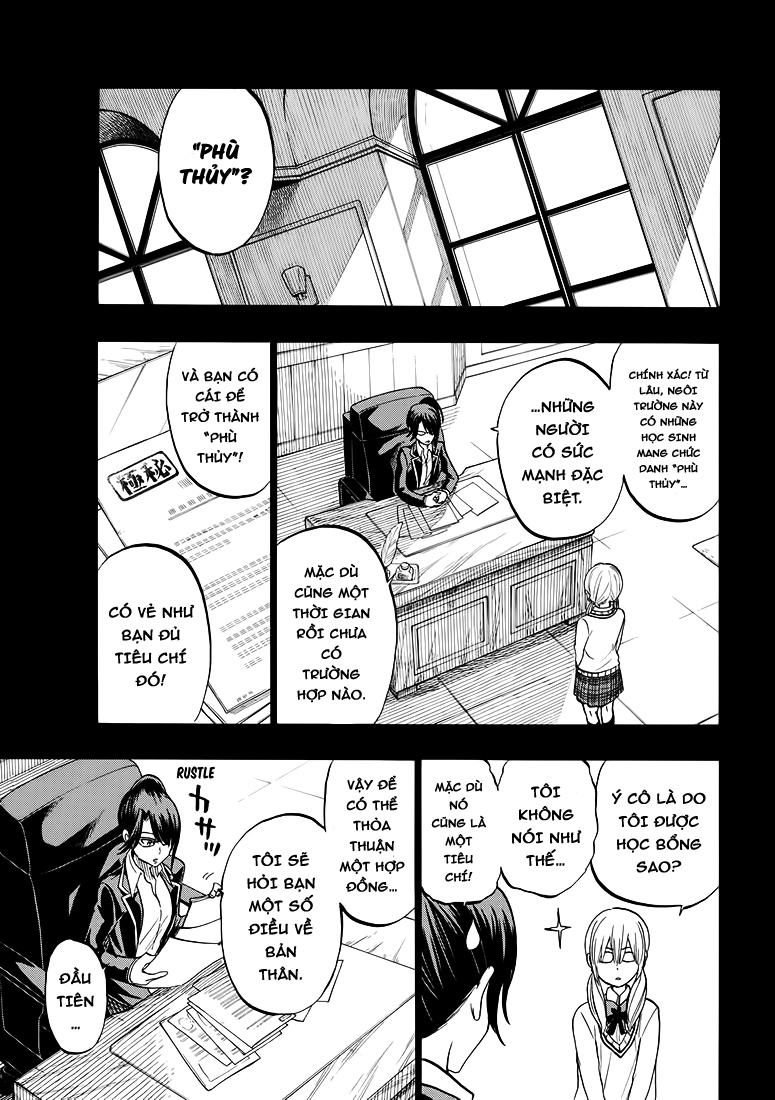 "PHÙ
THỦY"?
CHÍNH XÁC! TỪ
LÂU, NGÔI
TRƯỜNG NÀY
CÓ NHỮNG
HỌC SINH
MANG CHỨC
DANH "PHÙ
THỦY"...
...NHỮNG
NGƯỜI
CÓ SỨC
MẠNH ĐẶC
BIỆT.
MẶC DÙ
CŨNG MỘT
THỜI GIAN
RỒI CHƯA
CÓ
TRƯỜNG
HỢP NÀO.
VÀ BẠN CÓ
CÁI ĐỂ
TRỞ THÀNH
"PHÙ
THỦY"!
極秘
CÓ VẺ NHƯ
BẠN ĐỦ
TIÊU CHÍ
ĐÓ!
Ý CÔ LÀ DO
TÔI ĐƯỢC
HỌC BỔNG
SAO?
TÔI
KHÔNG
NÓI NHƯ
THẾ...
MẶC DÙ
NÓ
CŨNG LÀ
MỘT
TIÊU
CHÍ!
VẬY ĐỂ
CÓ THỂ
THỎA
THUẬN
MỘT HỢP
ĐỒNG...
TÔI SẼ
HỎI BẠN
MỘT SỐ
ĐIỀU VỀ
BẢN
THÂN.
RUSTLE
カサ...
ĐẦU
TIÊN
...